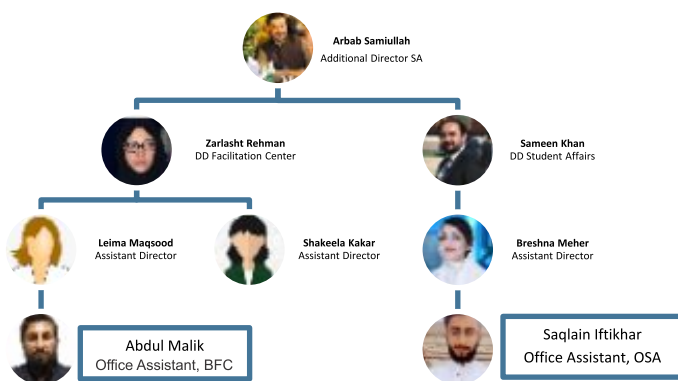 Arbab Samiullah
Additional Director SA
Zarlasht Rehman
DD Facilitation Center
Sameen Khan
DD Student Affairs
Leima Maqsood
Assistant Director
Shakeela Kakar
Assistant Director
Breshna Meher
Assistant Director
Abdul Malik
Office Assistant, BFC
Saqlain Iftikhar
Office Assistant, OSA